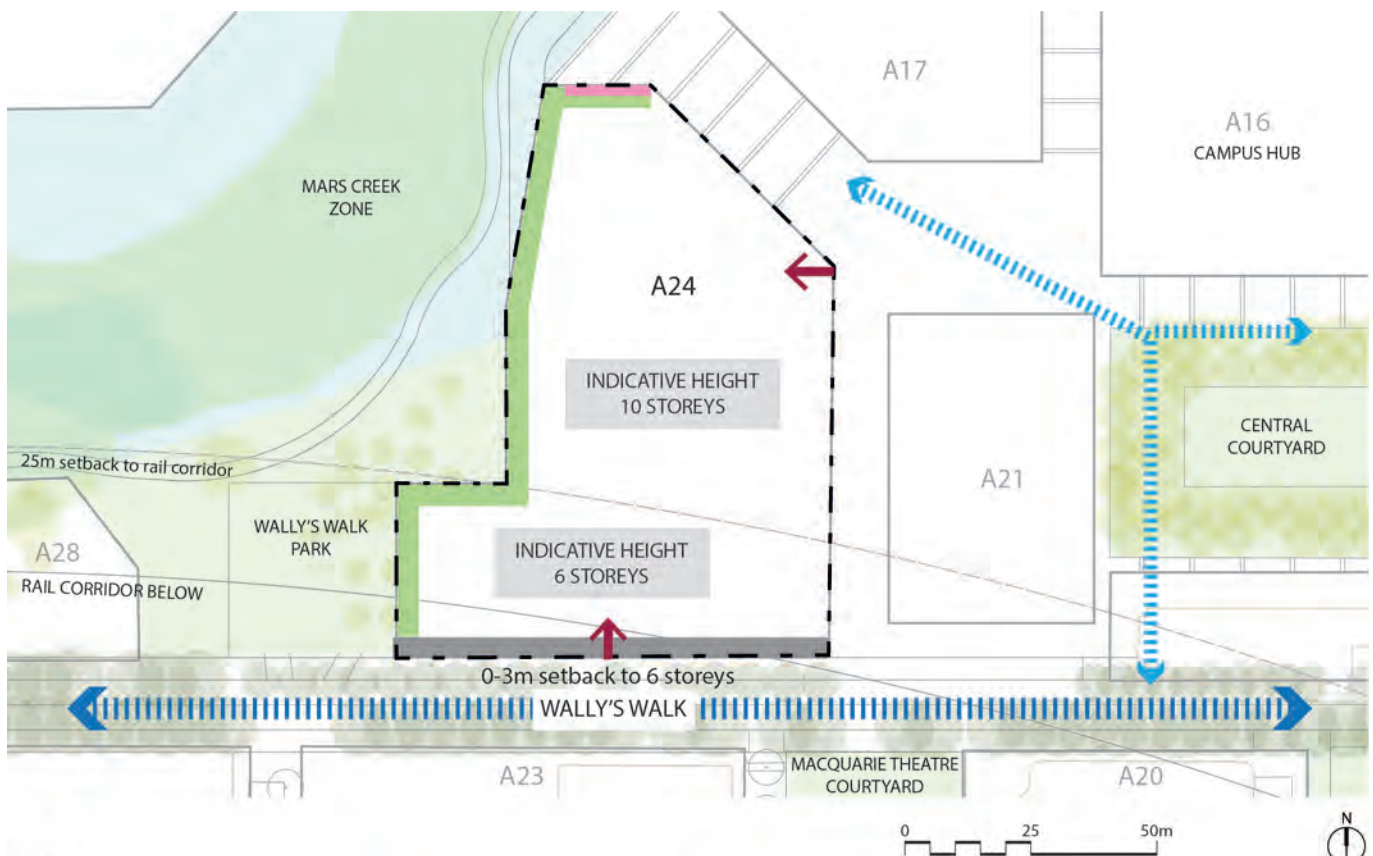 A17
A16
CAMPUS HUB
MARS CREEK
ZONE
A24
INDICATIVE HEIGHT
10 STOREYS
CENTRAL
COURTYARD
25m setback to rail corridor
A21
WALLY'S WALK
PARK
INDICATIVE HEIGHT
6 STOREYS
A28
RAIL CORRIDOR BELOW
0-3m setback to 6 storeys
WALLY'S WALK
A23
MACQUARIE THEATRE
COURTYARD
A20
0 25 50m
N